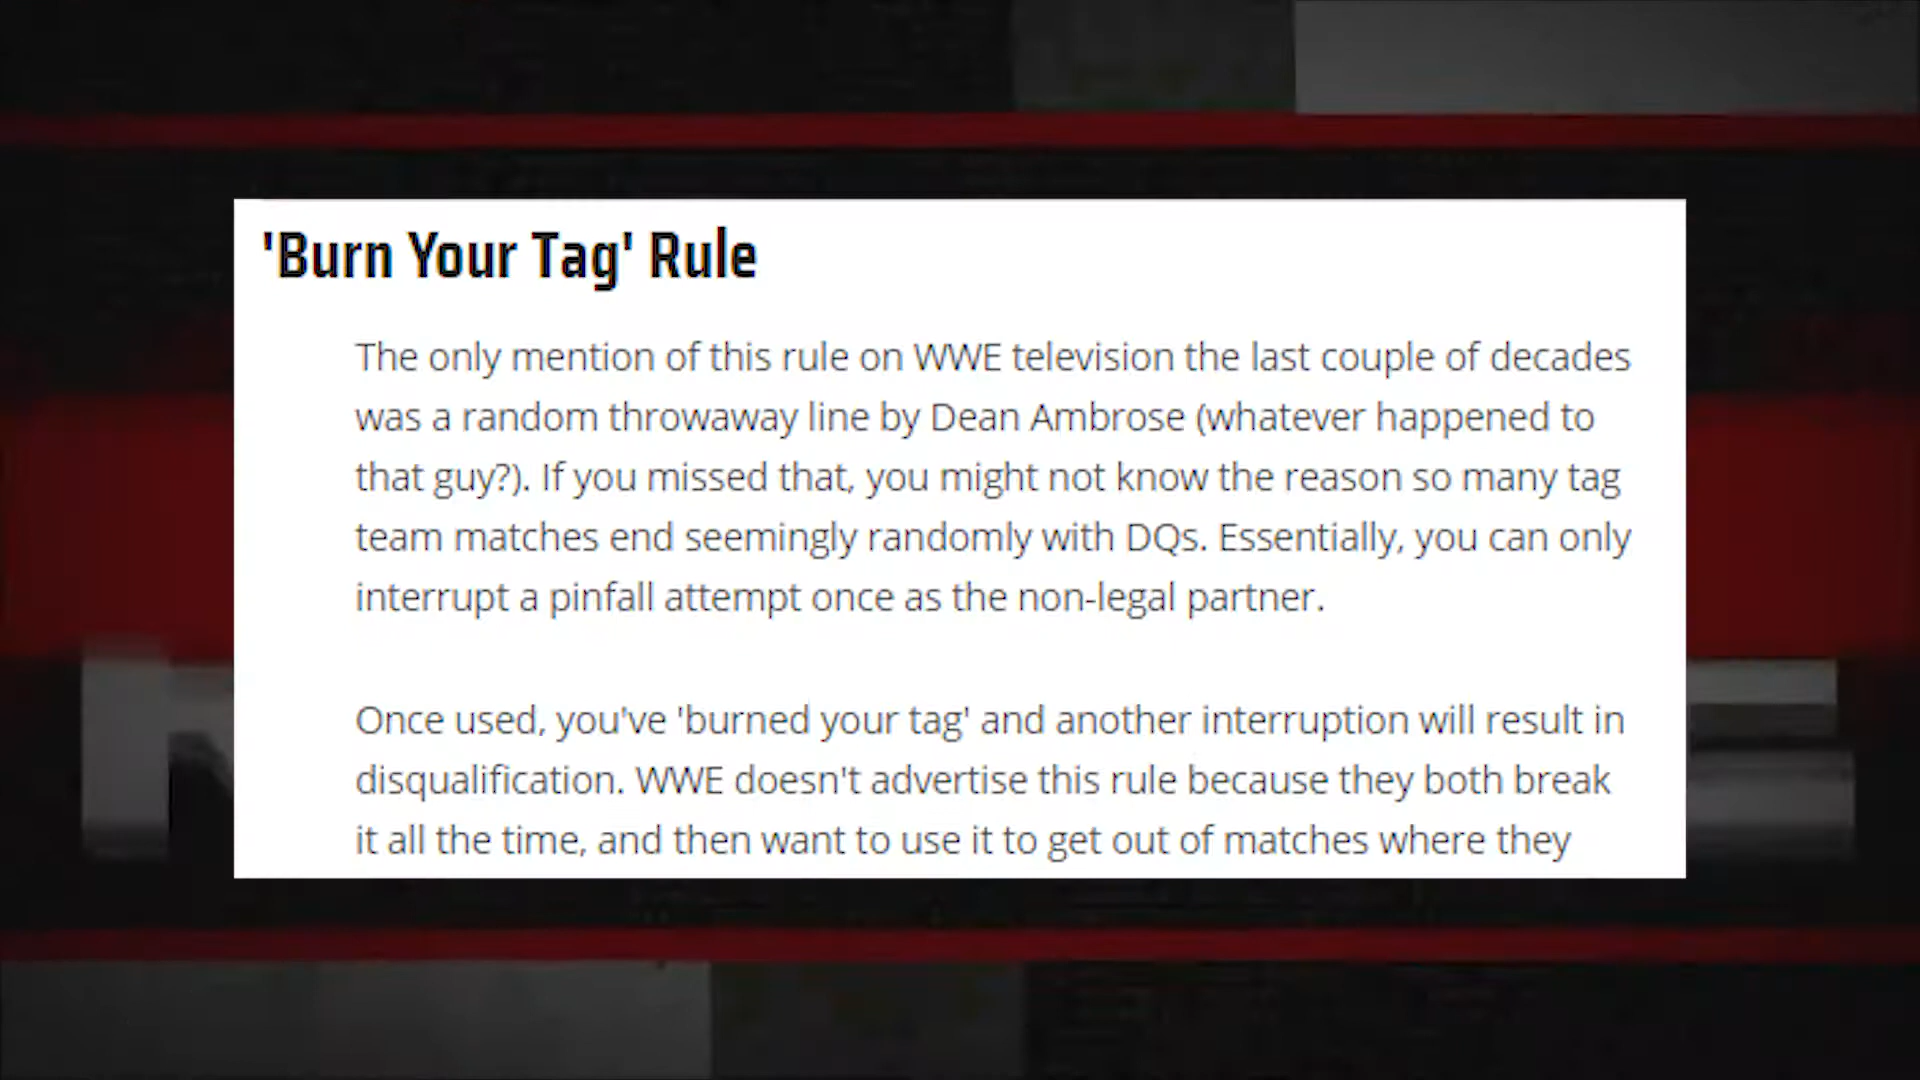 'Burn Your Tag' Rule
The only mention of this rule on WWE television the last couple of decades
was a random throwaway line by Dean Ambrose (whatever happened to
that guy?). If you missed that, you might not know the reason so many tag
team matches end seemingly randomly with DQs. Essentially, you can only
interrupt a pinfall attempt once as the non-legal partner.
Once used, you've 'burned your tag' and another interruption will result in
disqualification. WWE doesn't advertise this rule because they both break
it all the time, and then want to use it to get out of matches where they